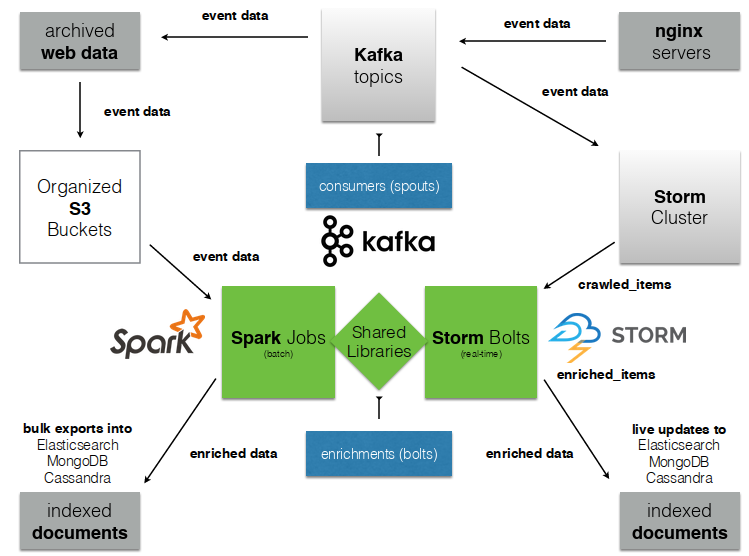 archived
web data
event data
Kafka
topics
event data
nginx
servers
event data
event data
Organized
S3
Buckets
consumers (spouts)
Storm
Cluster
kafka
event data
crawled_items
Spark
Spark Jobs
(batch)
Shared
Libraries
Storm Bolts
(real-time)
STORM
enriched_items
bulk exports into
Elasticsearch
MongoDB
Cassandra
enriched data
enrichments (bolts)
enriched data
live updates to
Elasticsearch
MongoDB
Cassandra
indexed
documents
indexed
documents